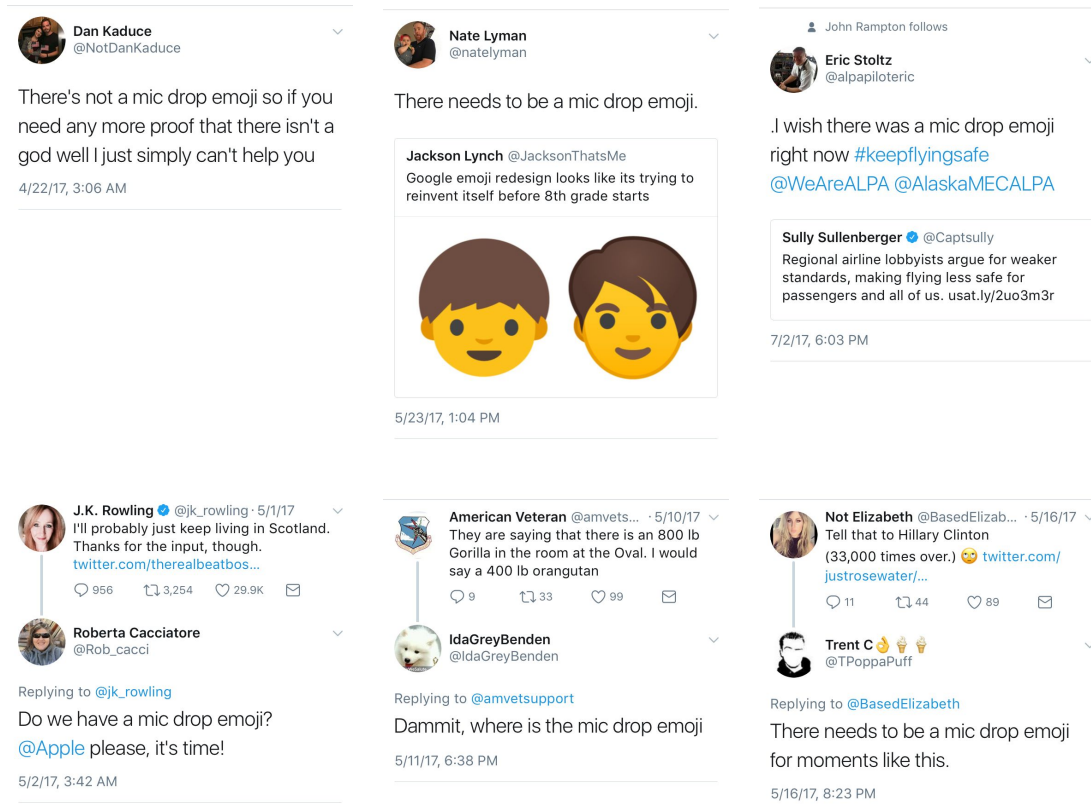 Dan Kaduce
@NotDanKaduce
There's not a mic drop emoji so if you
need any more proof that there isn't a
god well I just simply can't help you
4/22/17, 3:06 AM
Nate Lyman
@natelyman
There needs to be a mic drop emoji.
Jackson Lynch @JacksonThatsMe
Google emoji redesign looks like its trying to
reinvent itself before 8th grade starts
5/23/17, 1:04 PM
John Rampton follows
Eric Stoltz
@alpapiloteric
.I wish there was a mic drop emoji
right now #keepflyingsafe
@WeAreALPA @AlaskaMECALPA
Sully Sullenberger @Captsully
Regional airline lobbyists argue for weaker
standards, making flying less safe for
passengers and all of us. usat.ly/2uo3m3r
7/2/17, 6:03 PM
J.K. Rowling @jk_rowling · 5/1/17
I'll probably just keep living in Scotland.
Thanks for the input, though.
twitter.com/therealbeatbos...
956 3,254 29.9K
Roberta Cacciatore
@Rob_cacci
Replying to @jk_rowling
Do we have a mic drop emoji?
@Apple please, it's time!
5/2/17, 3:42 AM
American Veteran @amvets... · 5/10/17
They are saying that there is an 800 lb
Gorilla in the room at the Oval. I would
say a 400 lb orangutan
9 33 99
IdaGreyBenden
@IdaGreyBenden
Replying to @amvetsupport
Dammit, where is the mic drop emoji
5/11/17, 6:38 PM
Not Elizabeth @BasedElizab... · 5/16/17
Tell that to Hillary Clinton
(33,000 times over.) 🙄 twitter.com/
justrosewater/...
11 44 89
Trent C👌🍦🍦
@TPoppaPuff
Replying to @BasedElizabeth
There needs to be a mic drop emoji
for moments like this.
5/16/17, 8:23 PM